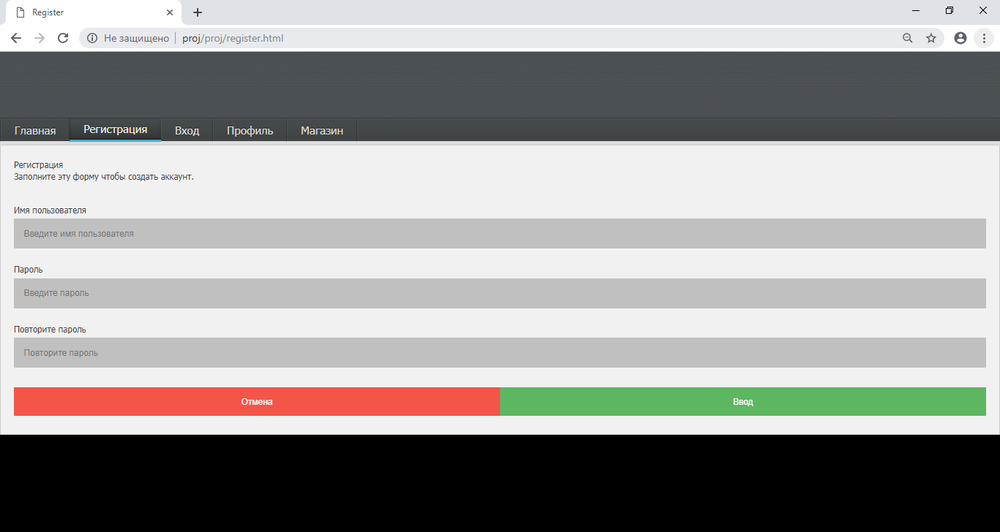 Register
Не защищено proj/proj/register.html
Главная Регистрация Вход Профиль Магазин
Регистрация
Заполните эту форму чтобы создать аккаунт.
Имя пользователя
Введите имя пользователя
Пароль
Введите пароль
Повторите пароль
Повторите пароль
Отмена Ввод